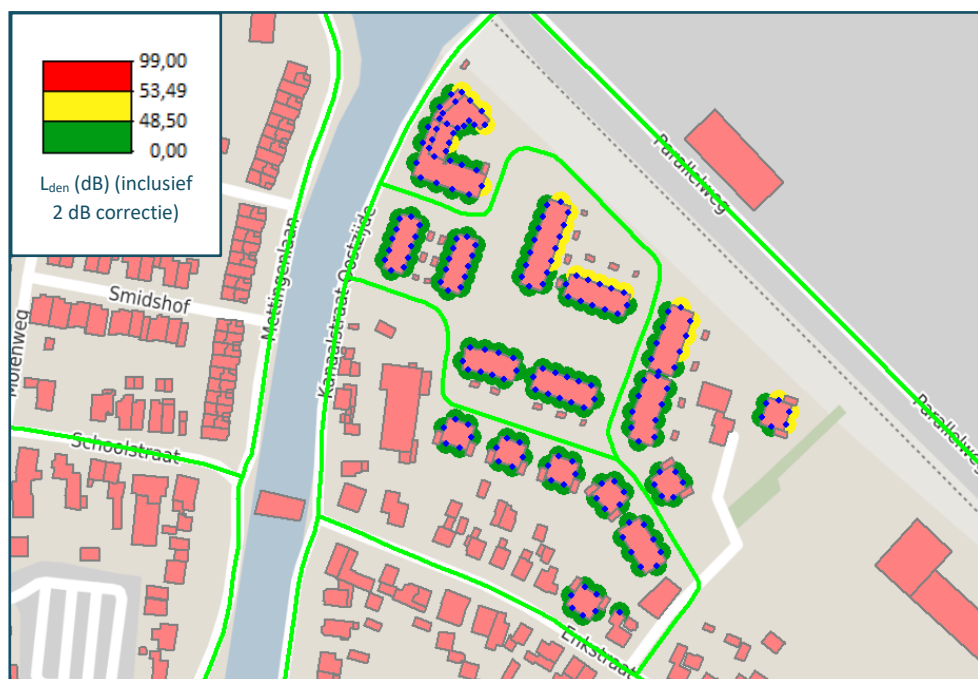 99,00
53,49
48,50
0,00
Lden (dB) (inclusief
2 dB correctie)
Parallelweg
Mettingenlaan
Kanaalstraat Oostzijde
Smidshof
Molenweg
Parallelweg
Schoolstraat
Enkstraat